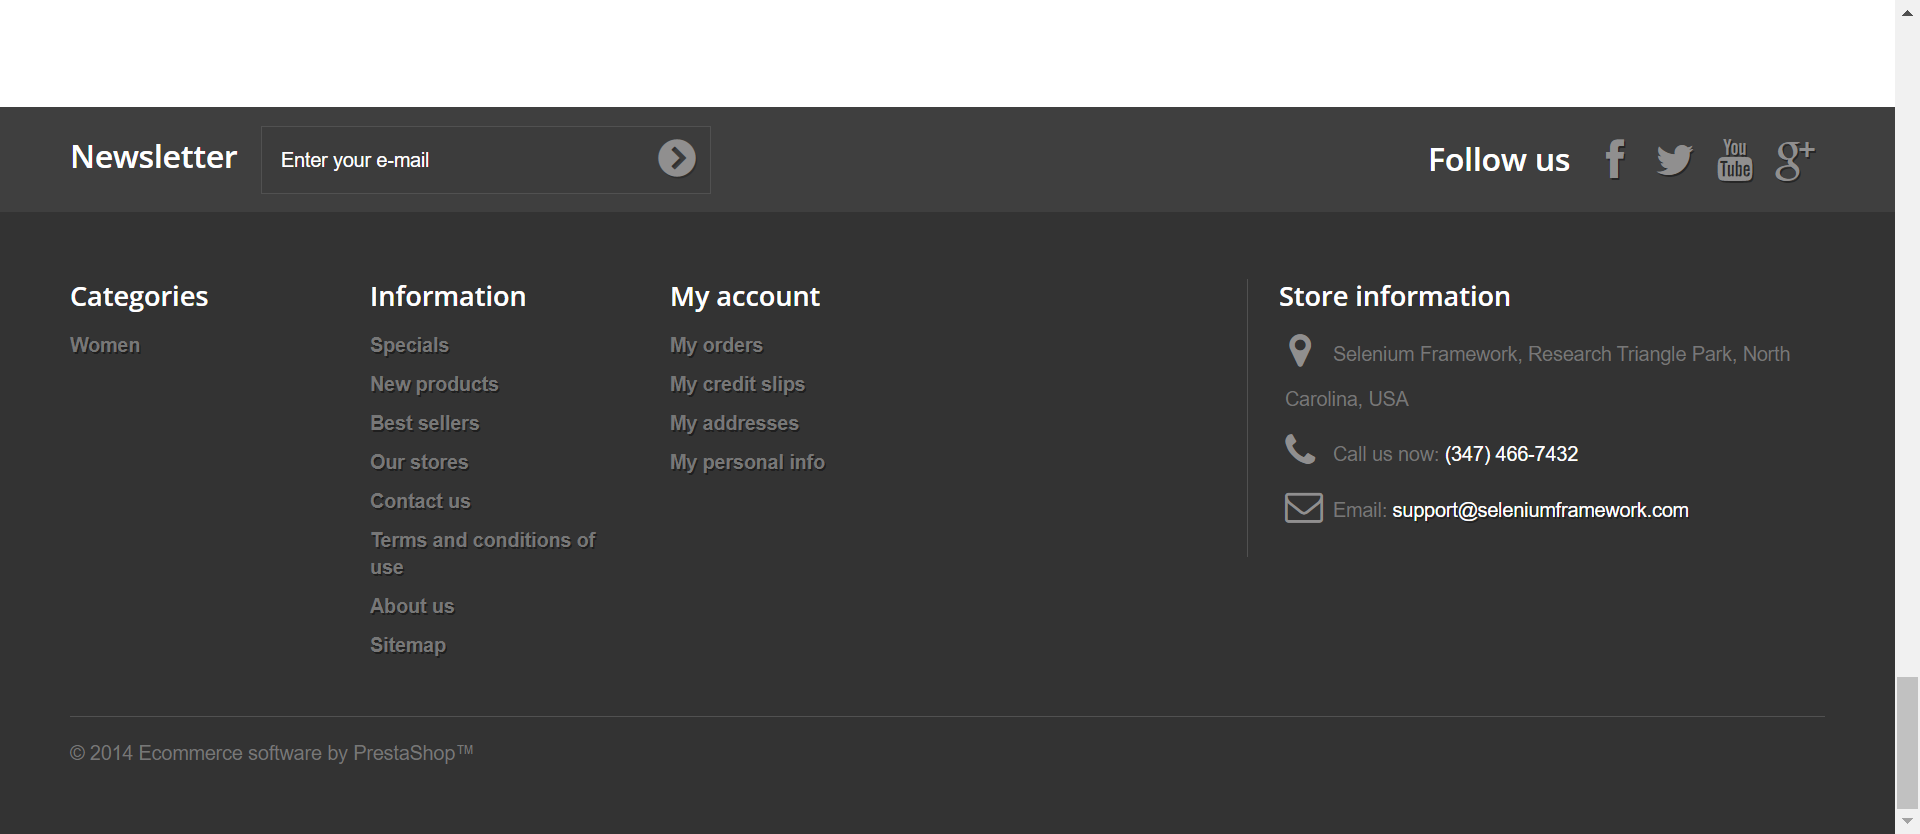 Newsletter
Enter your e-mail
Follow us
You
Tube
g+
Categories
Women
Information
Specials
New products
Best sellers
Our stores
Contact us
Terms and conditions of
use
About us
Sitemap
My account
My orders
My credit slips
My addresses
My personal info
Store information
Selenium Framework, Research Triangle Park, North
Carolina, USA
Call us now: (347) 466-7432
Email: support@seleniumframework.com
© 2014 Ecommerce software by PrestaShop™